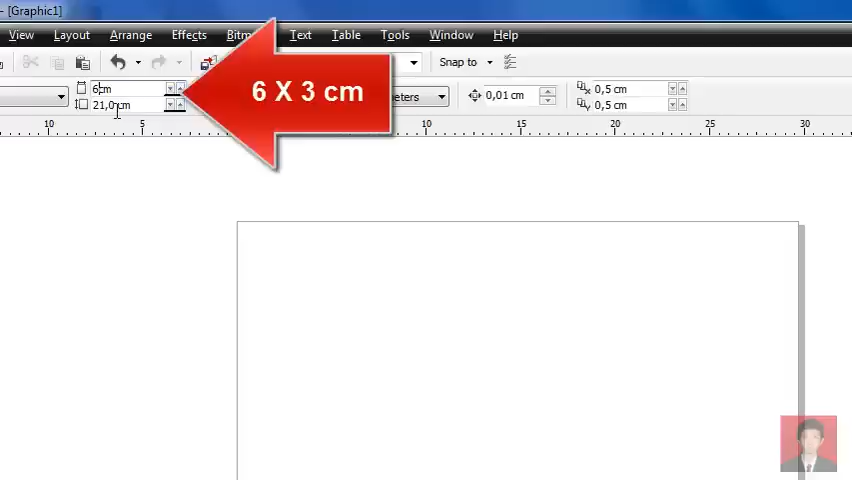 - [Graphic1]
View Layout Arrange Effects Bitm Text Table Tools Window Help
Snap to
6cm
6 X 3 cm
eters
0,01 cm
0,5 cm
21,0 cm
0,5 cm
10 5 10 15 20 25